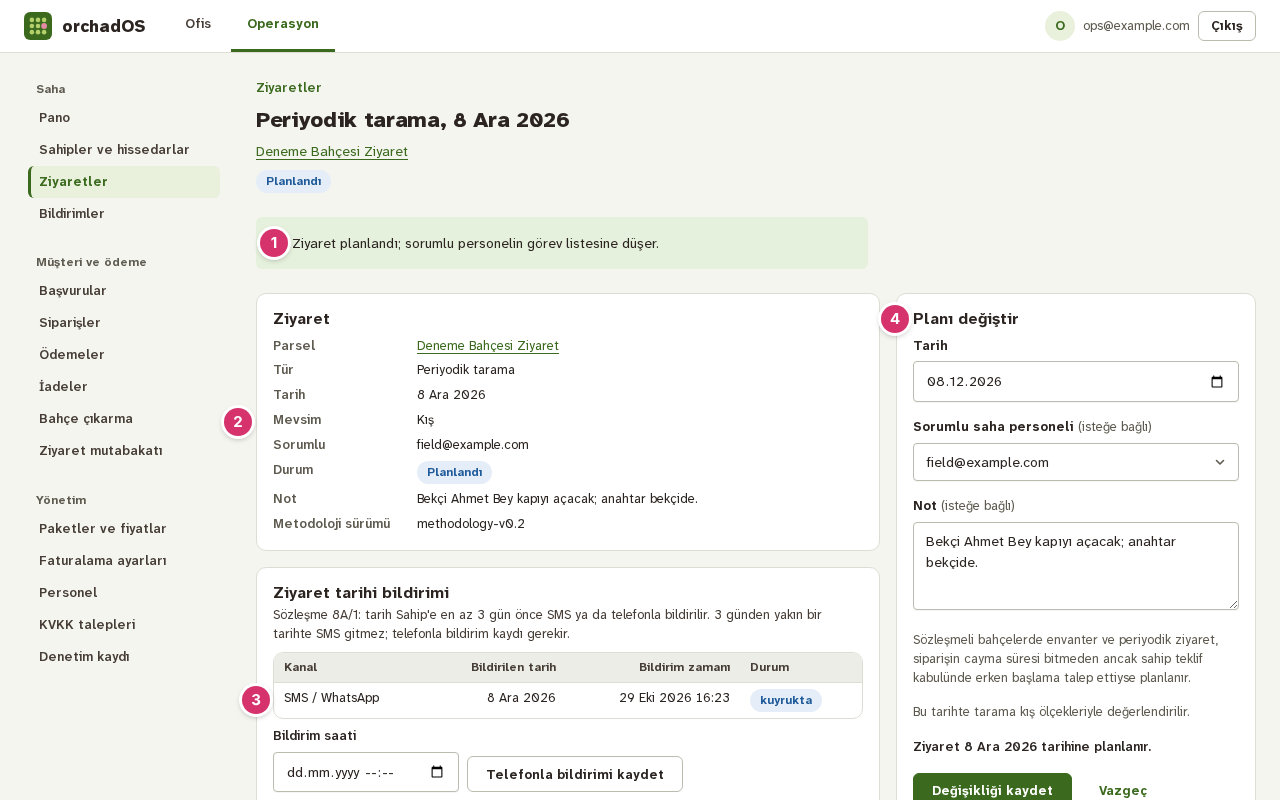 orchadOS
Ofis
Operasyon
O
ops@example.com
Çıkış
Saha
Pano
Sahipler ve hissedarlar
Ziyaretler
Bildirimler
Müşteri ve ödeme
Başvurular
Siparişler
Ödemeler
İadeler
Bahçe çıkarma
Ziyaret mutabakatı
Yönetim
Paketler ve fiyatlar
Faturalama ayarları
Personel
KVKK talepleri
Denetim kaydı
Ziyaretler
Periyodik tarama, 8 Ara 2026
Deneme Bahçesi Ziyaret
Planlandı
1
Ziyaret planlandı; sorumlu personelin görev listesine düşer.
2
Ziyaret
Parsel Deneme Bahçesi Ziyaret
Tür Periyodik tarama
Tarih 8 Ara 2026
Mevsim Kış
Sorumlu field@example.com
Durum Planlandı
Not Bekçi Ahmet Bey kapıyı açacak; anahtar bekçide.
Metodoloji sürümü methodology-v0.2
Ziyaret tarihi bildirimi
Sözleşme 8A/1: tarih Sahip'e en az 3 gün önce SMS ya da telefonla bildirilir. 3 günden yakın bir
tarihte SMS gitmez; telefonla bildirim kaydı gerekir.
Kanal Bildirilen tarih Bildirim zamanı Durum
3
SMS / WhatsApp 8 Ara 2026 29 Eki 2026 16:23 kuyrukta
Bildirim saati
dd.mm.yyyy --:--
Telefonla bildirimi kaydet
4
Planı değiştir
Tarih
08.12.2026
Sorumlu saha personeli (isteğe bağlı)
field@example.com
Not (isteğe bağlı)
Bekçi Ahmet Bey kapıyı açacak; anahtar
bekçide.
Sözleşmeli bahçelerde envanter ve periyodik ziyaret,
siparişin cayma süresi bitmeden ancak sahip teklif
kabulünde erken başlama talep ettiyse planlanır.
Bu tarihte tarama kış ölçekleriyle değerlendirilir.
Ziyaret 8 Ara 2026 tarihine planlanır.
Değişikliği kaydet
Vazgeç